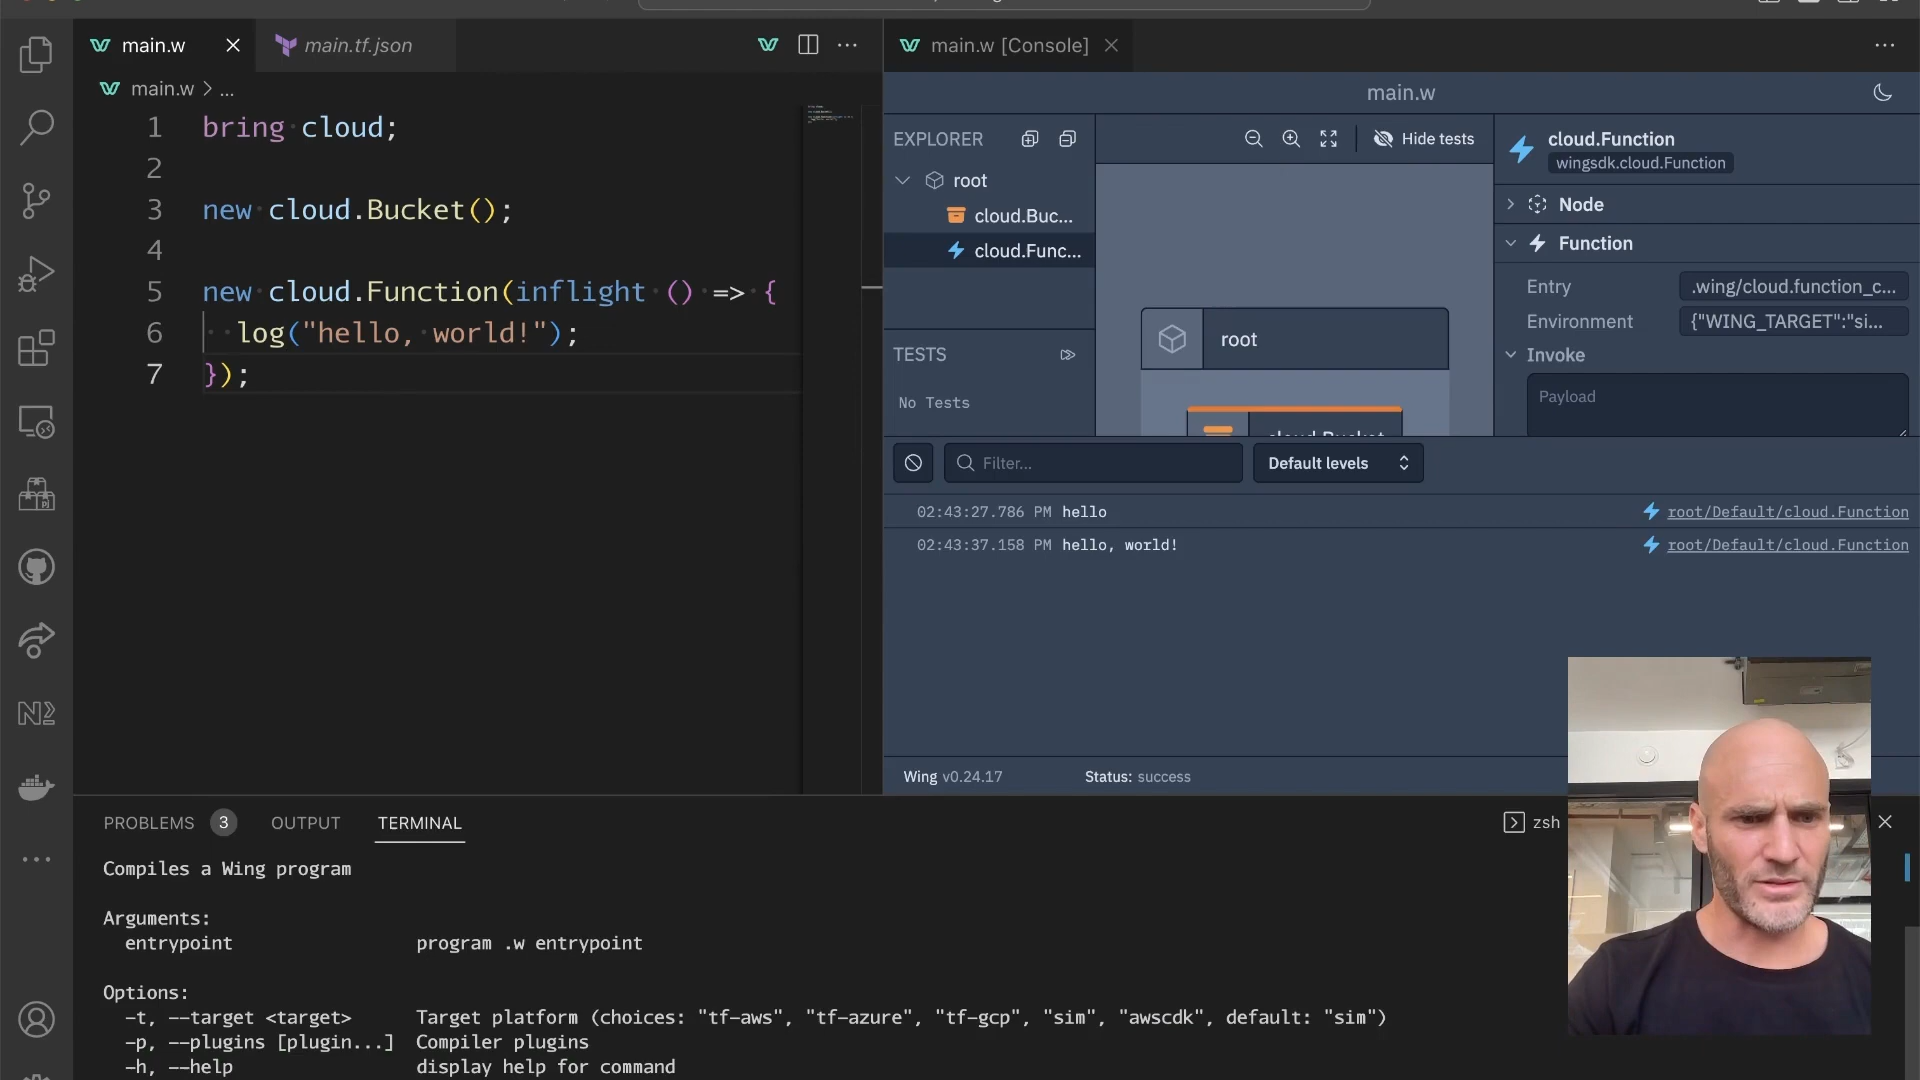 main.w
main.tf.json
main.w [Console]
main.w > ...
1 bring cloud;
2
3 new cloud.Bucket();
4
5 new cloud.Function(inflight () => {
6 log("hello, world!");
7 });
main.w
EXPLORER
root
cloud.Buc...
cloud.Func...
TESTS
No Tests
Hide tests
root
cloud.Bucket
cloud.Function
wingsdk.cloud.Function
Node
Function
Entry .wing/cloud.function_c...
Environment {"WING_TARGET":"si...
Invoke
Payload
Filter...
Default levels
02:43:27.786 PM hello root/Default/cloud.Function
02:43:37.158 PM hello, world! root/Default/cloud.Function
Wing v0.24.17 Status: success
PROBLEMS 3 OUTPUT TERMINAL zsh
Compiles a Wing program
Arguments:
entrypoint program .w entrypoint
Options:
-t, --target <target> Target platform (choices: "tf-aws", "tf-azure", "tf-gcp", "sim", "awscdk", default: "sim")
-p, --plugins [plugin...] Compiler plugins
-h, --help display help for command